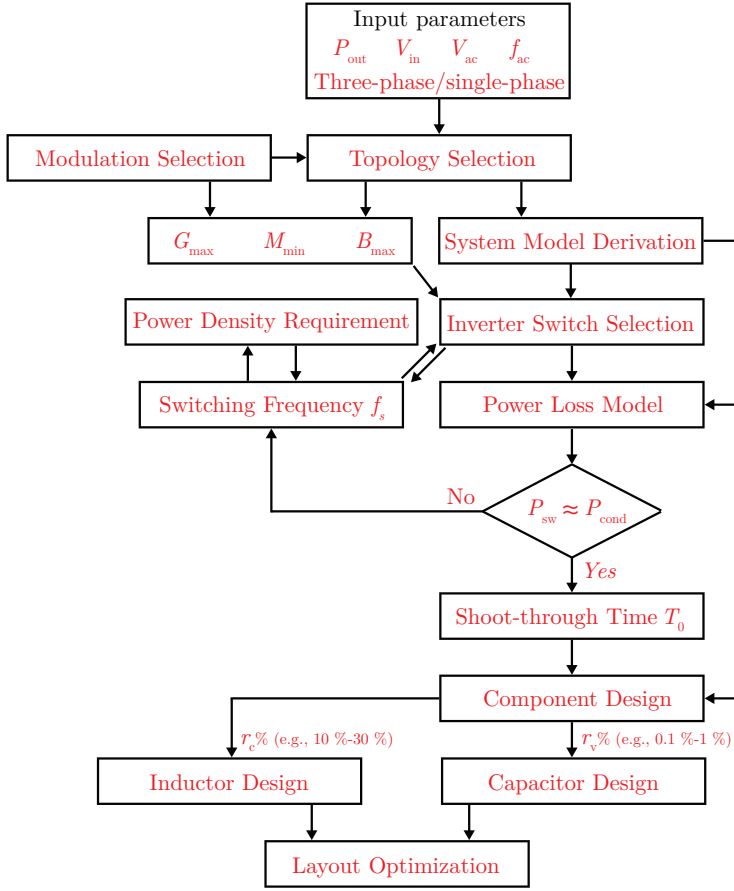 Input parameters
P_out V_in V_ac f_ac
Three-phase/single-phase
Modulation Selection
Topology Selection
G_max M_min B_max
System Model Derivation
Power Density Requirement
Inverter Switch Selection
Switching Frequency f_s
Power Loss Model
No
P_sw ≈ P_cond
Yes
Shoot-through Time T_0
Component Design
r_c% (e.g., 10 %-30 %)
r_v% (e.g., 0.1 %-1 %)
Inductor Design
Capacitor Design
Layout Optimization